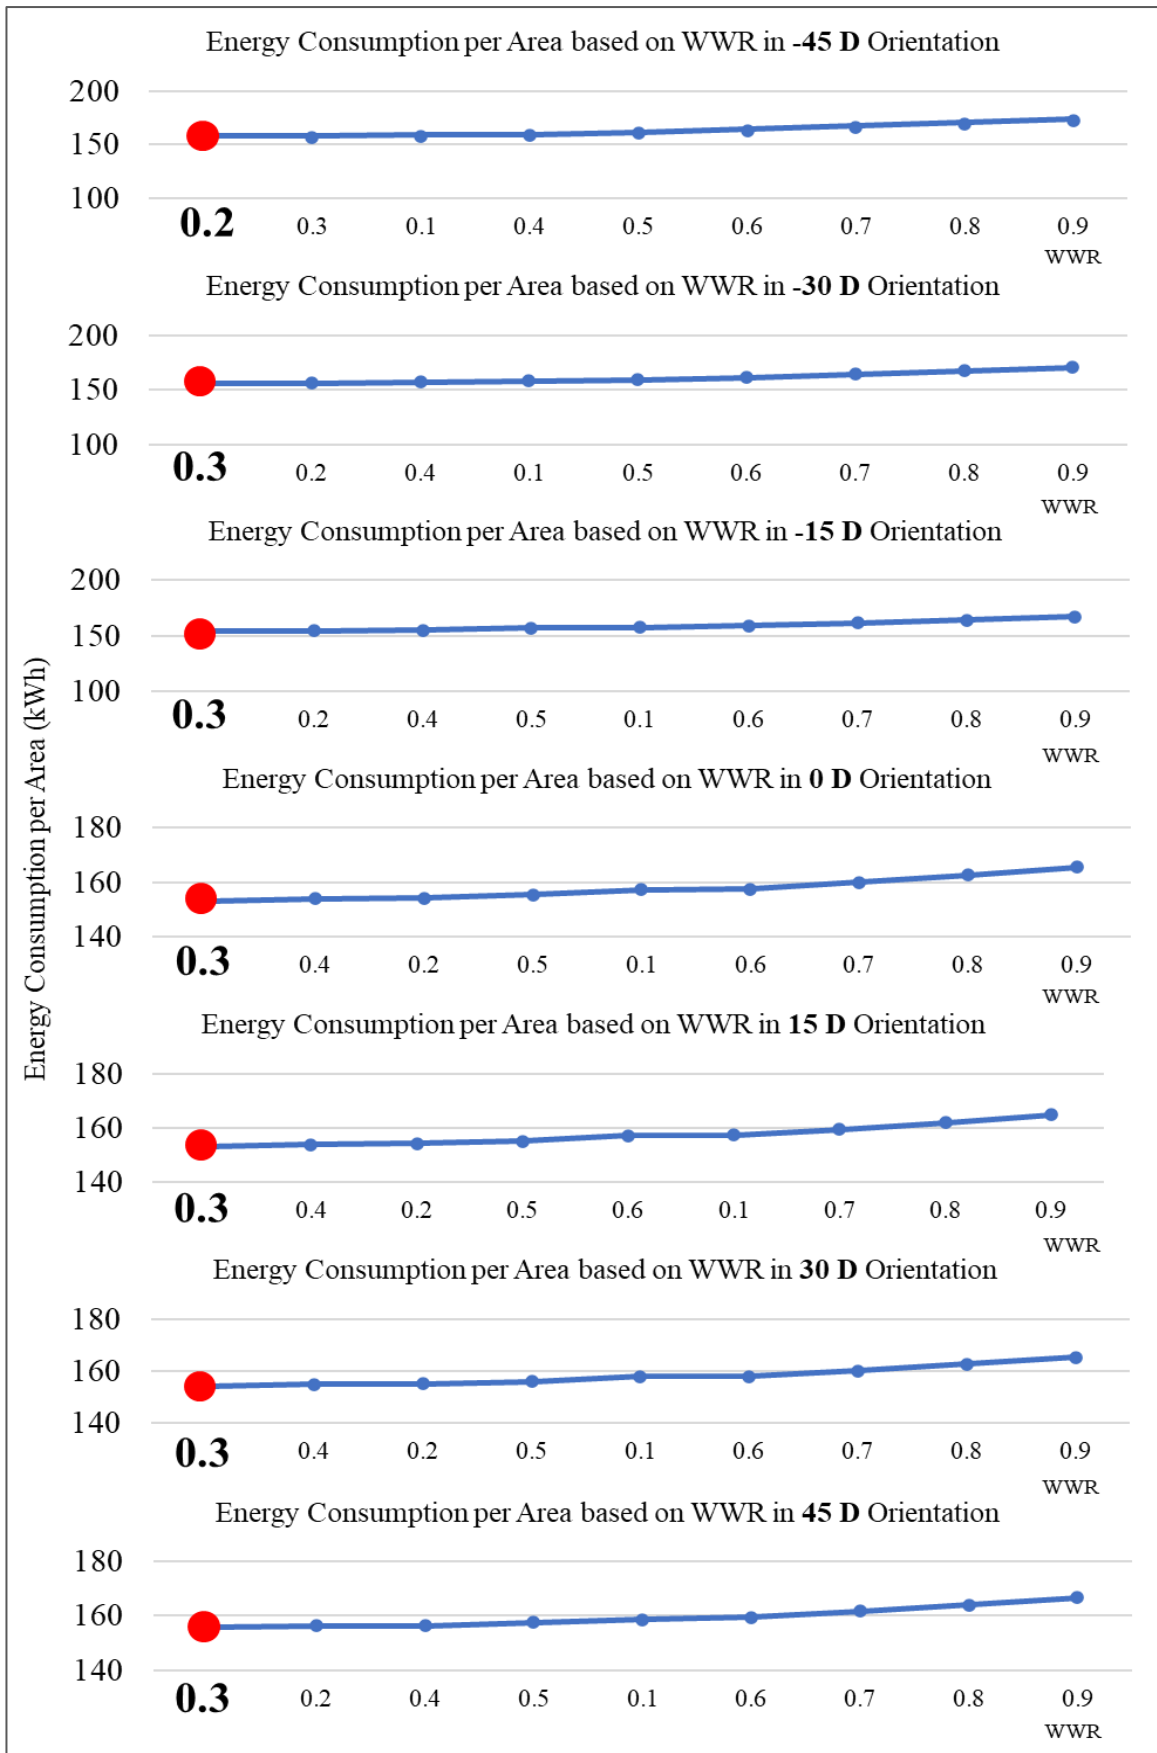 Energy Consumption per Area (kWh)
Energy Consumption per Area based on WWR in -45 D Orientation
200
150
100
0.2 0.3 0.1 0.4 0.5 0.6 0.7 0.8 0.9
WWR
Energy Consumption per Area based on WWR in -30 D Orientation
200
150
100
0.3 0.2 0.4 0.1 0.5 0.6 0.7 0.8 0.9
WWR
Energy Consumption per Area based on WWR in -15 D Orientation
200
150
100
0.3 0.2 0.4 0.5 0.1 0.6 0.7 0.8 0.9
WWR
Energy Consumption per Area based on WWR in 0 D Orientation
180
160
140
0.3 0.4 0.2 0.5 0.1 0.6 0.7 0.8 0.9
WWR
Energy Consumption per Area based on WWR in 15 D Orientation
180
160
140
0.3 0.4 0.2 0.5 0.6 0.1 0.7 0.8 0.9
WWR
Energy Consumption per Area based on WWR in 30 D Orientation
180
160
140
0.3 0.4 0.2 0.5 0.1 0.6 0.7 0.8 0.9
WWR
Energy Consumption per Area based on WWR in 45 D Orientation
180
160
140
0.3 0.2 0.4 0.5 0.1 0.6 0.7 0.8 0.9
WWR